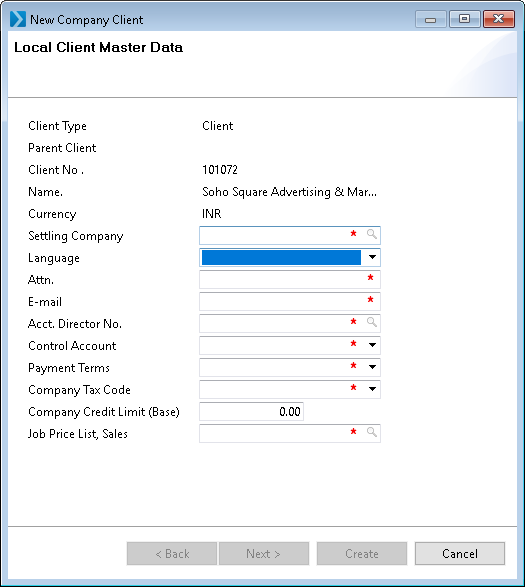 New Company Client
Local Client Master Data
Client Type Client
Parent Client
Client No . 101072
Name. Soho Square Advertising & Mar...
Currency INR
Settling Company *
Language
Attn. *
E-mail *
Acct. Director No. *
Control Account *
Payment Terms *
Company Tax Code *
Company Credit Limit (Base) 0.00
Job Price List, Sales *
< Back Next > Create Cancel